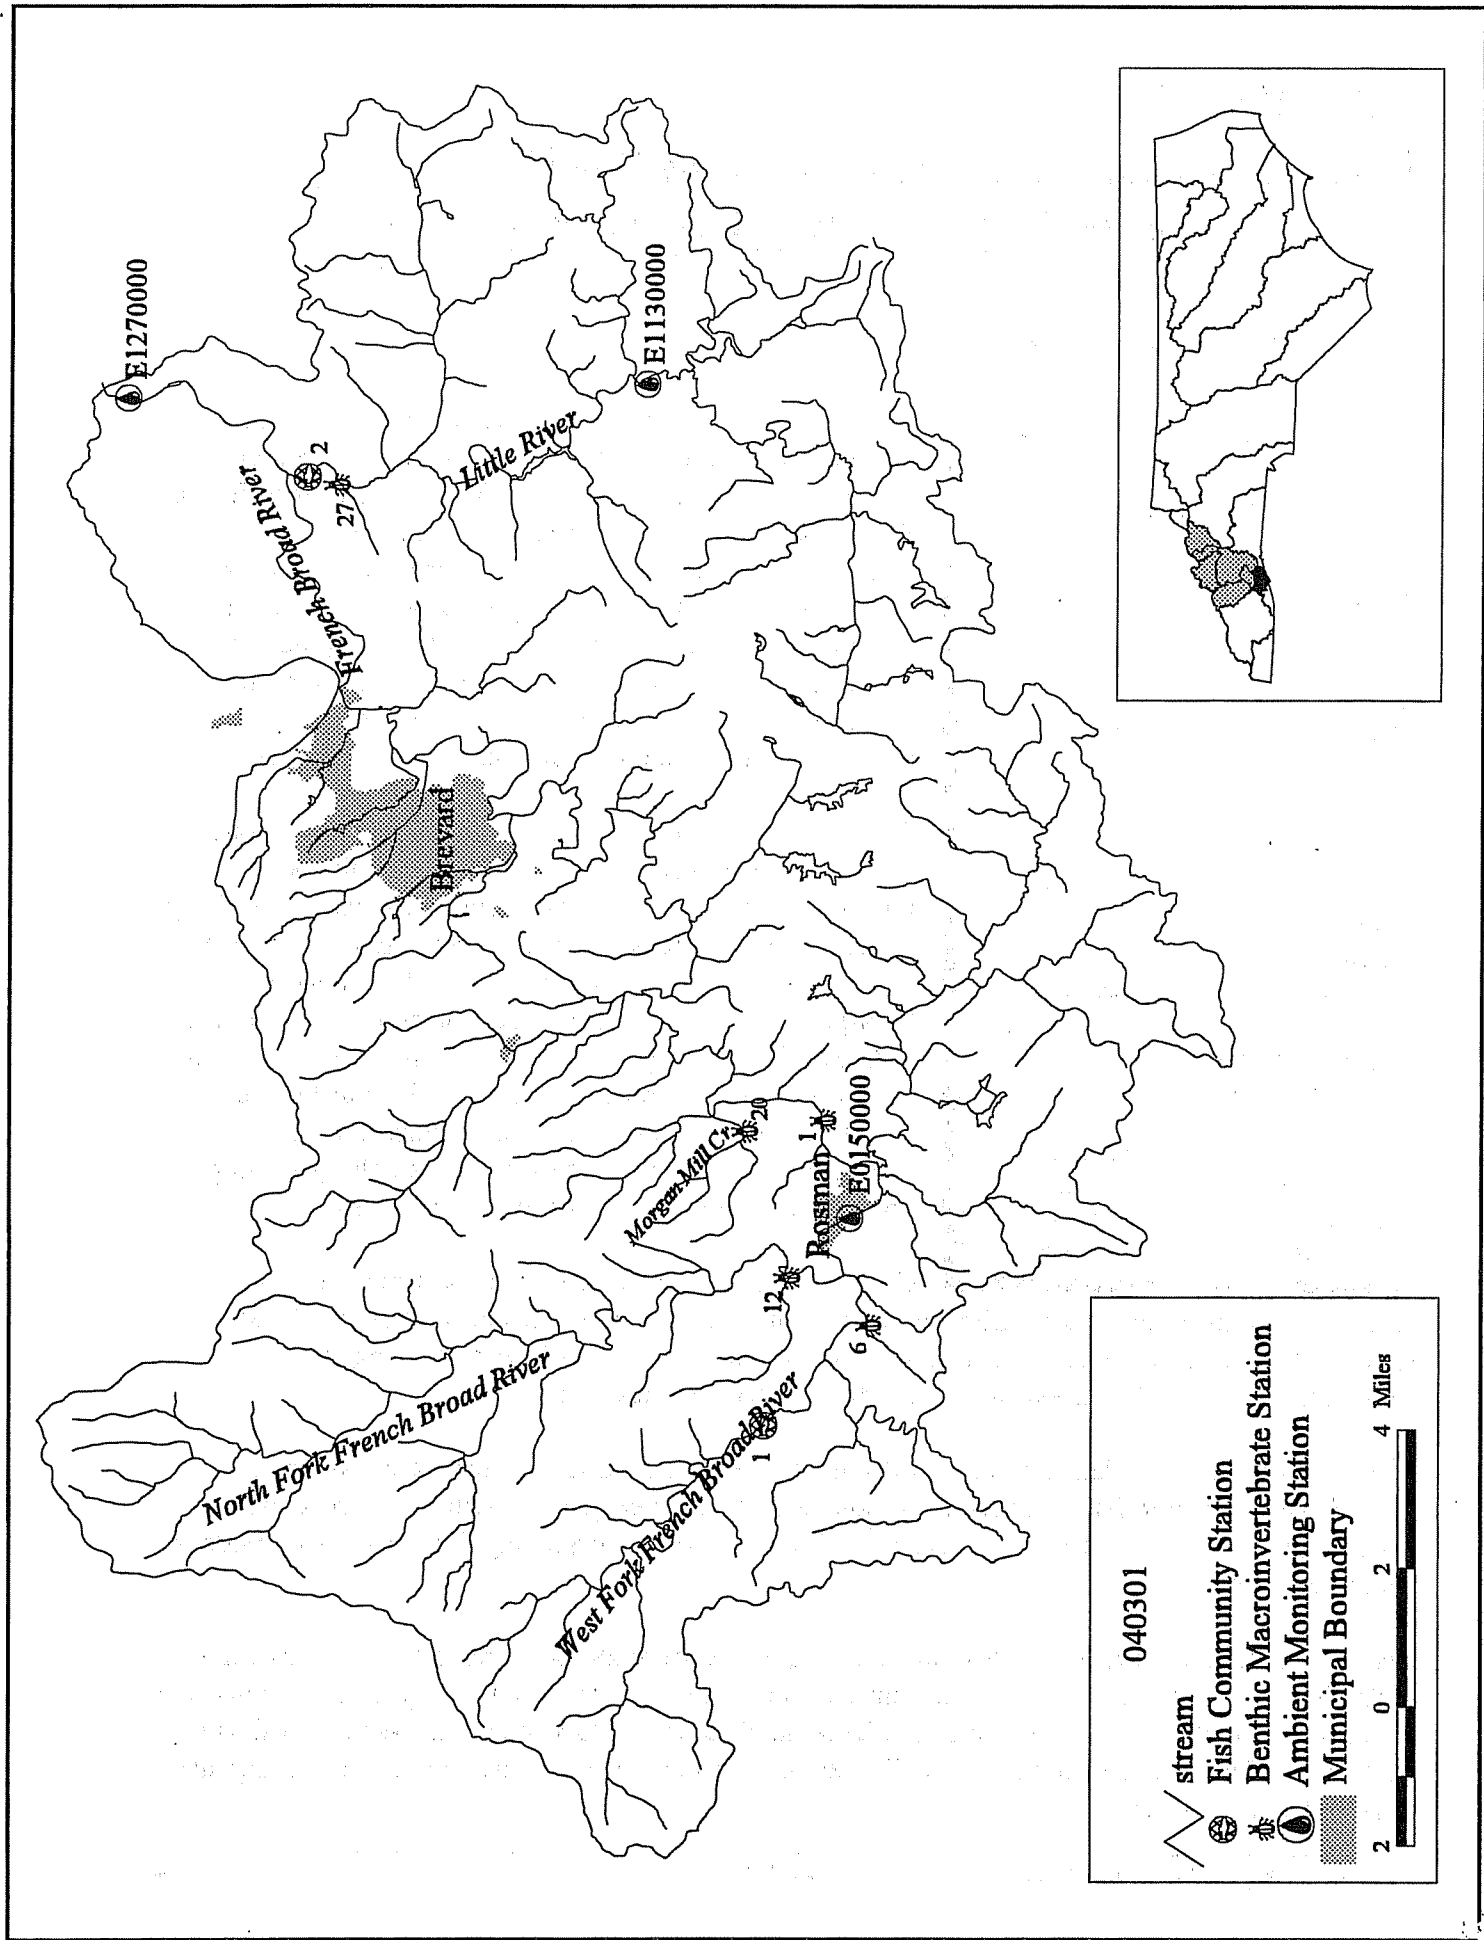 E1270000
2
27
French Broad River
Little River
E1130000
Brevard
North Fork French Broad River
West Fork French Broad River
Morgan Mill Cr.
20
1
Rosman
E0150000
12
6
1
040301
stream
Fish Community Station
Benthic Macroinvertebrate Station
Ambient Monitoring Station
Municipal Boundary
2 0 2 4 Miles